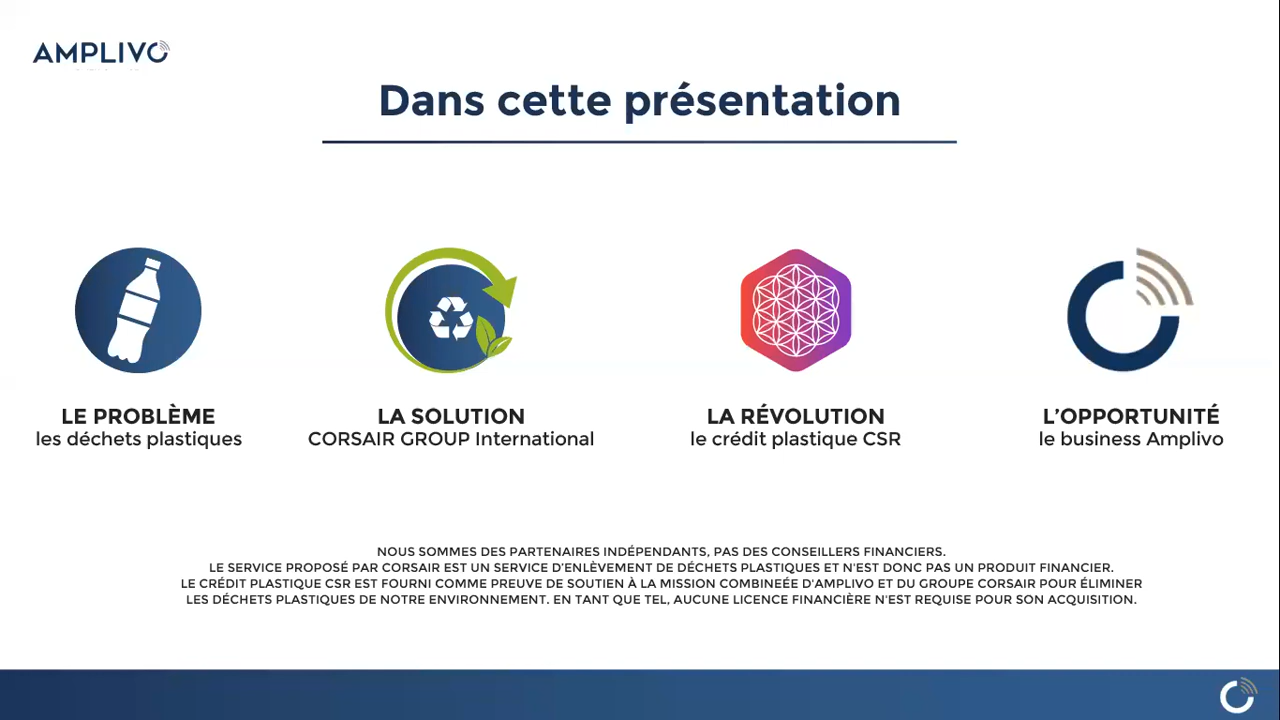 AMPLIVO
Dans cette présentation
LE PROBLÈME
les déchets plastiques
LA SOLUTION
CORSAIR GROUP International
LA RÉVOLUTION
le crédit plastique CSR
L’OPPORTUNITÉ
le business Amplivo
NOUS SOMMES DES PARTENAIRES INDÉPENDANTS, PAS DES CONSEILLERS FINANCIERS.
LE SERVICE PROPOSÉ PAR CORSAIR EST UN SERVICE D'ENLÈVEMENT DE DÉCHETS PLASTIQUES ET N'EST DONC PAS UN PRODUIT FINANCIER.
LE CRÉDIT PLASTIQUE CSR EST FOURNI COMME PREUVE DE SOUTIEN À LA MISSION COMBINEÉE D'AMPLIVO ET DU GROUPE CORSAIR POUR ÉLIMINER
LES DÉCHETS PLASTIQUES DE NOTRE ENVIRONNEMENT. EN TANT QUE TEL, AUCUNE LICENCE FINANCIÈRE N'EST REQUISE POUR SON ACQUISITION.